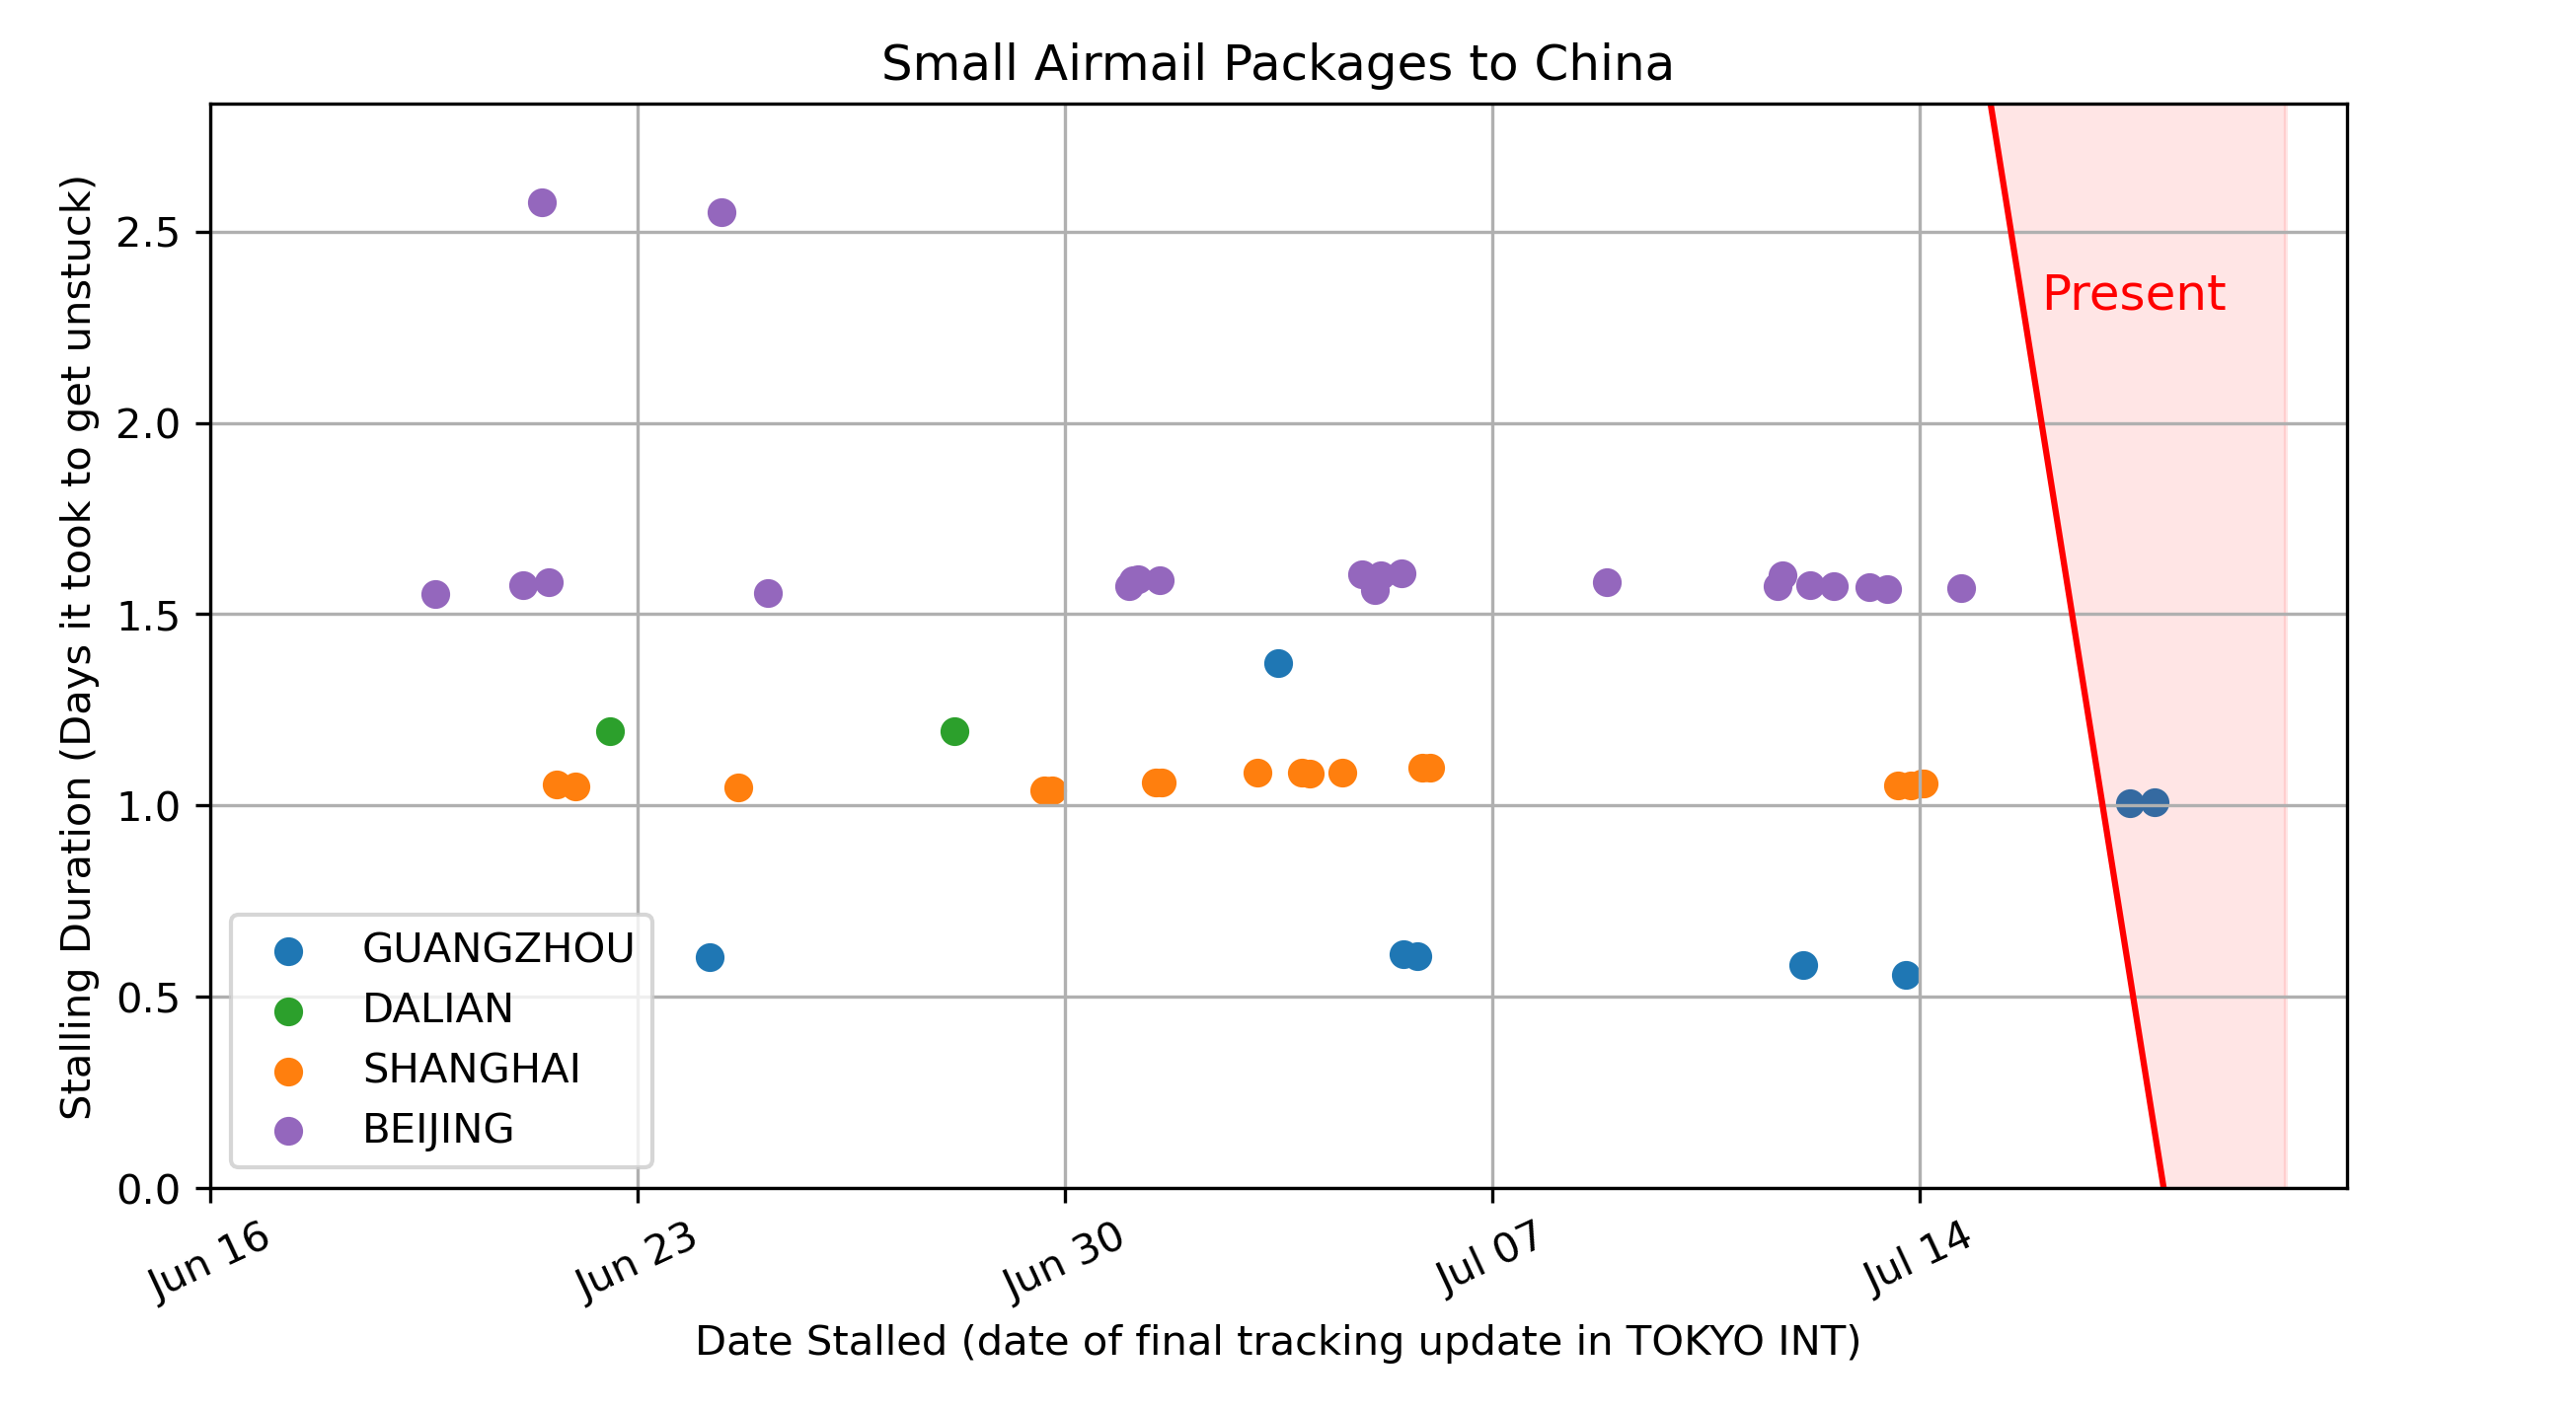 Small Airmail Packages to China
Stalling Duration (Days it took to get unstuck)
2.5
2.0
1.5
1.0
0.5
0.0
Present
GUANGZHOU
DALIAN
SHANGHAI
BEIJING
Jun 16
Jun 23
Jun 30
Jul 07
Jul 14
Date Stalled (date of final tracking update in TOKYO INT)